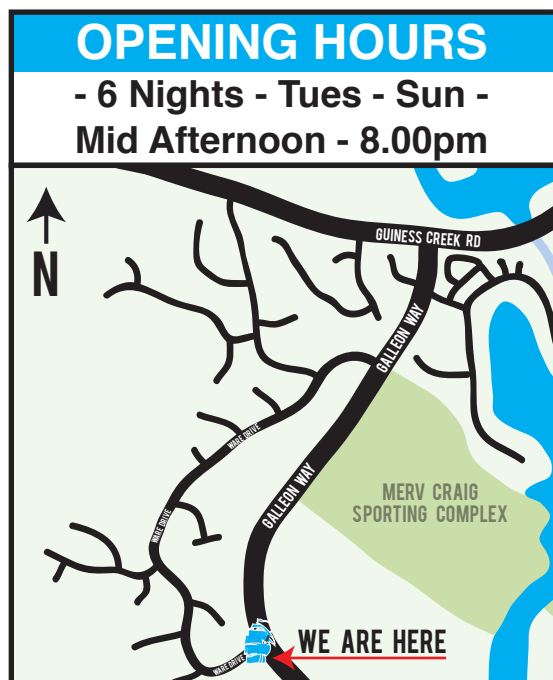 OPENING HOURS
- 6 Nights - Tues - Sun -
Mid Afternoon - 8.00pm
GUINESS CREEK RD
N
GALLEON WAY
WARE DRIVE
GALLEON WAY
MERV CRAIG
SPORTING COMPLEX
WARE DRIVE
WE ARE HERE
WARE DRIVE